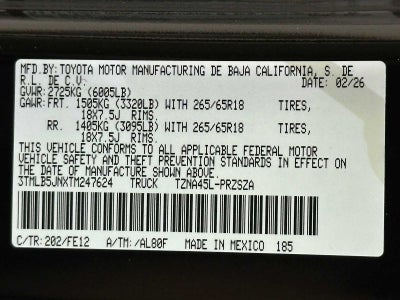 MFD.BY:TOYOTA MOTOR MANUFACTURING DE BAJA CALIFORNIA, S. DE
R.L. DE C.V. DATE: 02/26
GVWR:2725KG (6005LB)
GAWR:FRT. 1505KG (3320LB) WITH 265/65R18 TIRES,
18X7.5J RIMS.
RR. 1405KG (3095LB) WITH 265/65R18 TIRES,
18X7.5J RIMS.
THIS VEHICLE CONFORMS TO ALL APPLICABLE FEDERAL MOTOR
VEHICLE SAFETY AND THEFT PREVENTION STANDARDS IN EFFECT ON
THE DATE OF MANUFACTURE SHOWN ABOVE.
3TMLB5JNXTM247624 TRUCK TZNA45L-PRZSZA
C/TR:202/FE12 A/TM:/AL80F MADE IN MEXICO 185